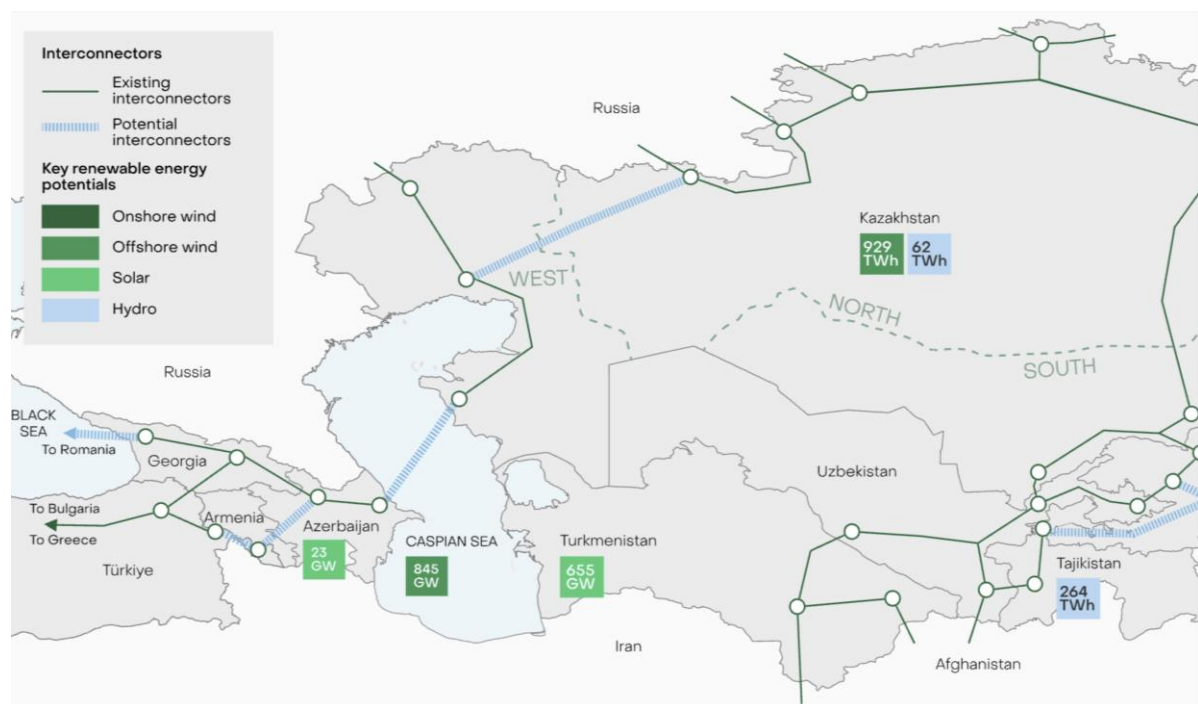 Interconnectors
Existing
interconnectors
Potential
interconnectors
Key renewable energy
potentials
Onshore wind
Offshore wind
Solar
Hydro
Russia
Kazakhstan
929
TWh
62
TWh
WEST
NORTH
SOUTH
Russia
BLACK
SEA
To Romania
Georgia
Uzbekistan
To Bulgaria
To Greece
Armenia
Azerbaijan
23
GW
CASPIAN SEA
845
GW
Turkmenistan
655
GW
Türkiye
Tajikistan
264
TWh
Iran
Afghanistan